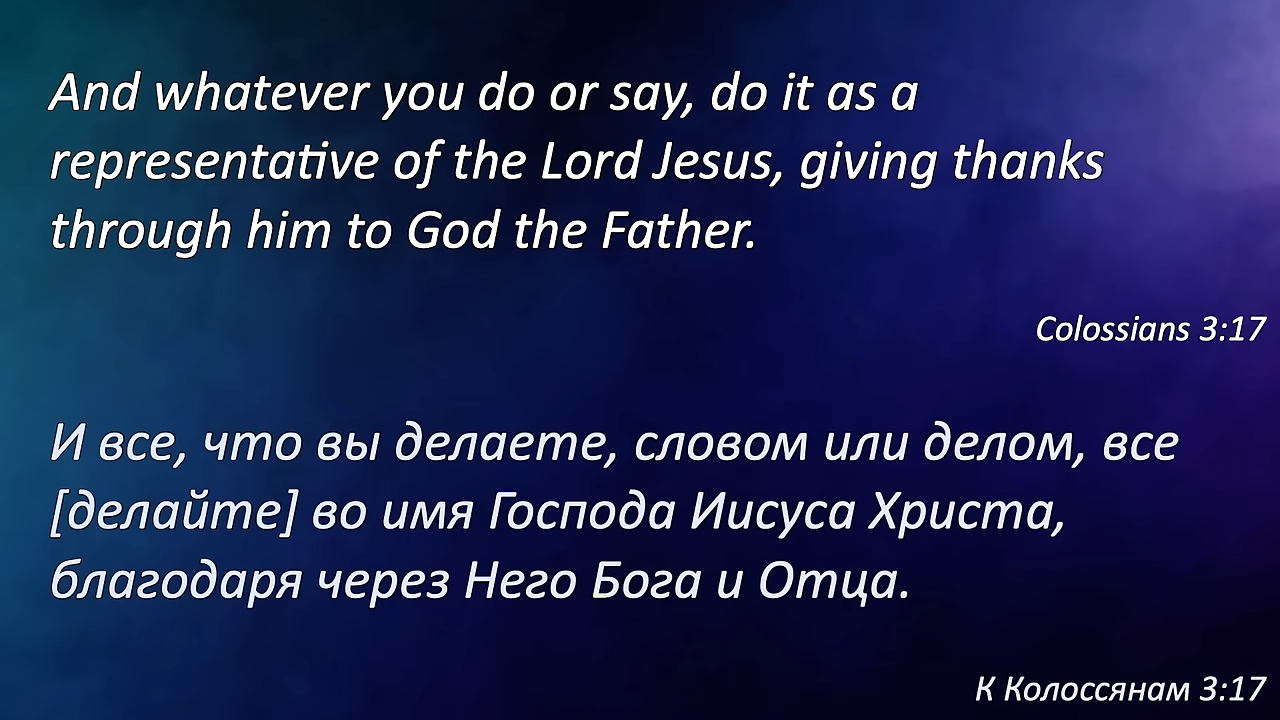 And whatever you do or say, do it as a
representative of the Lord Jesus, giving thanks
through him to God the Father.
Colossians 3:17
И все, что вы делаете, словом или делом, все
[делайте] во имя Господа Иисуса Христа,
благодаря через Него Бога и Отца.
К Колоссянам 3:17